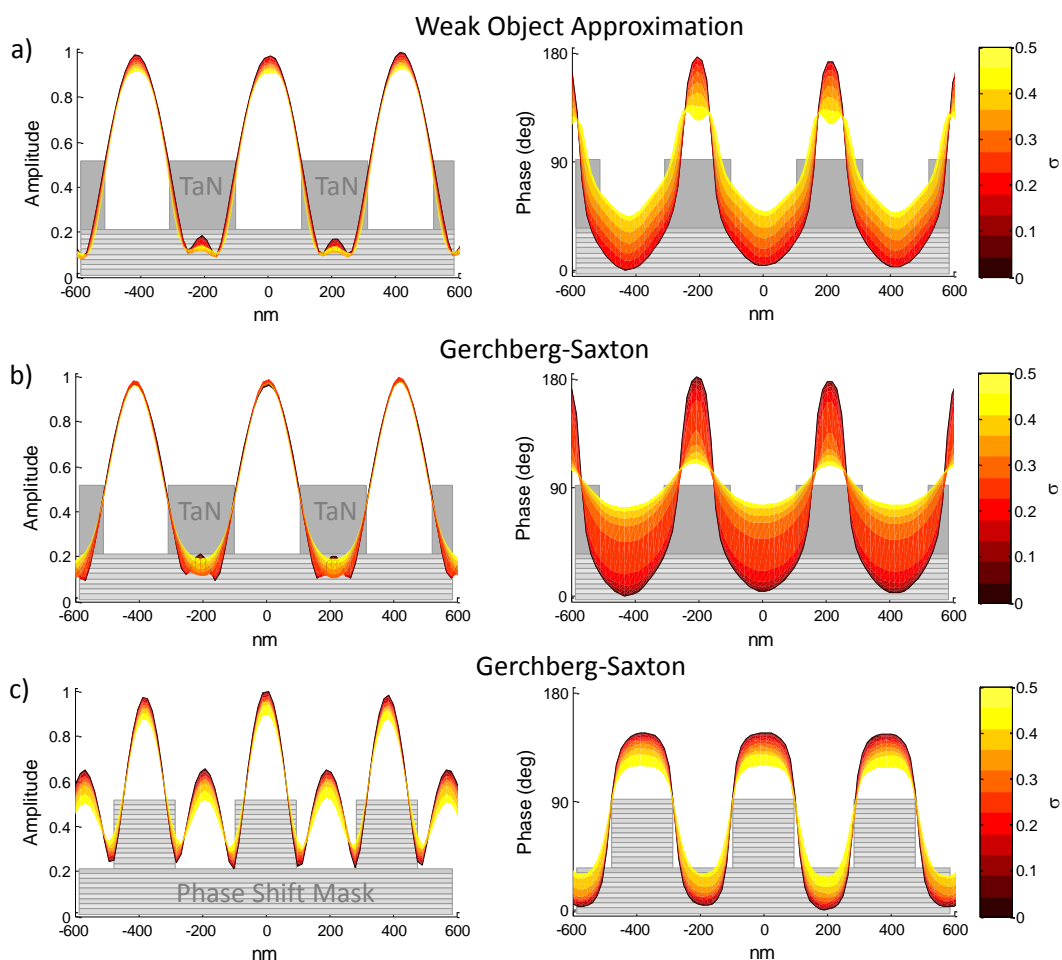 Weak Object Approximation
a)
1
0.8
0.6
0.4
0.2
0
Amplitude
TaN
TaN
-600 -400 -200 0 200 400 600
nm
180
90
0
Phase (deg)
-600 -400 -200 0 200 400 600
nm
0.5
0.4
0.3
0.2
0.1
0
σ
Gerchberg-Saxton
b)
1
0.8
0.6
0.4
0.2
0
Amplitude
TaN
TaN
-600 -400 -200 0 200 400 600
nm
180
90
0
Phase (deg)
-600 -400 -200 0 200 400 600
nm
0.5
0.4
0.3
0.2
0.1
0
σ
Gerchberg-Saxton
c)
1
0.8
0.6
0.4
0.2
0
Amplitude
Phase Shift Mask
-600 -400 -200 0 200 400 600
nm
180
90
0
Phase (deg)
-600 -400 -200 0 200 400 600
nm
0.5
0.4
0.3
0.2
0.1
0
σ